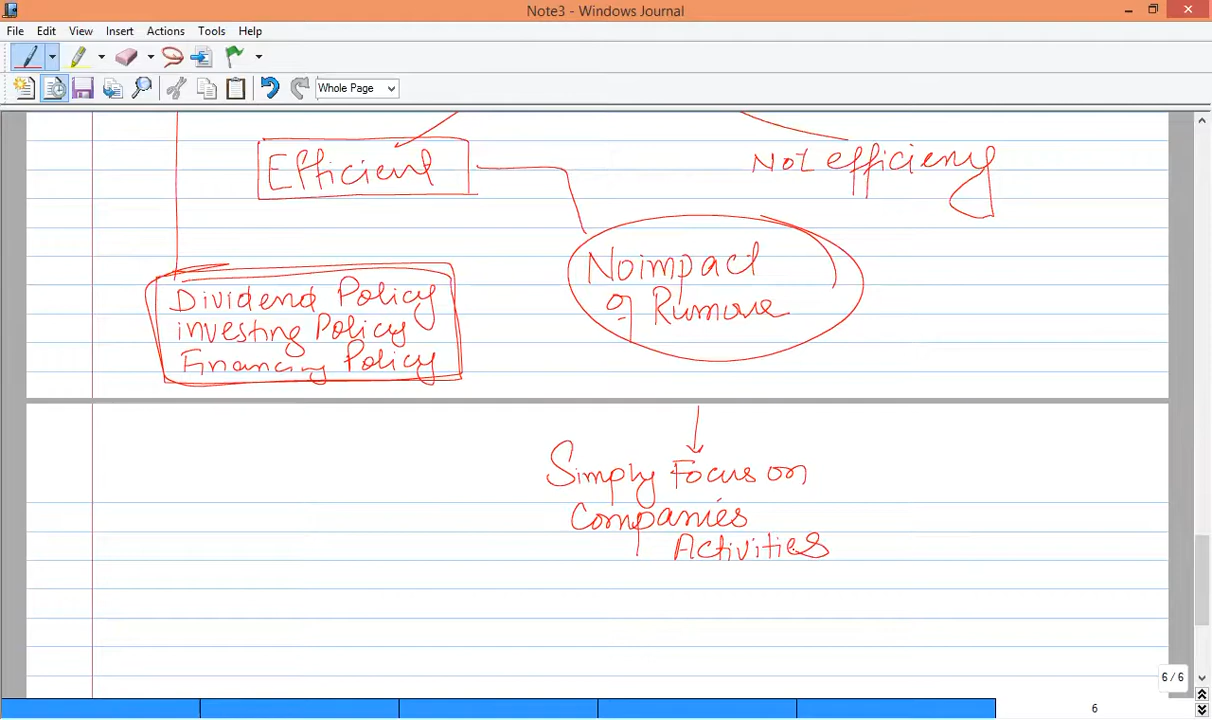 Note3 - Windows Journal
File Edit View Insert Actions Tools Help
Whole Page
Efficient
Not efficiency
Noimpact
of Rumore
Dividend Policy
investing Policy
Financing Policy
Simply Focus on
Companies
Activities
6 / 6
6